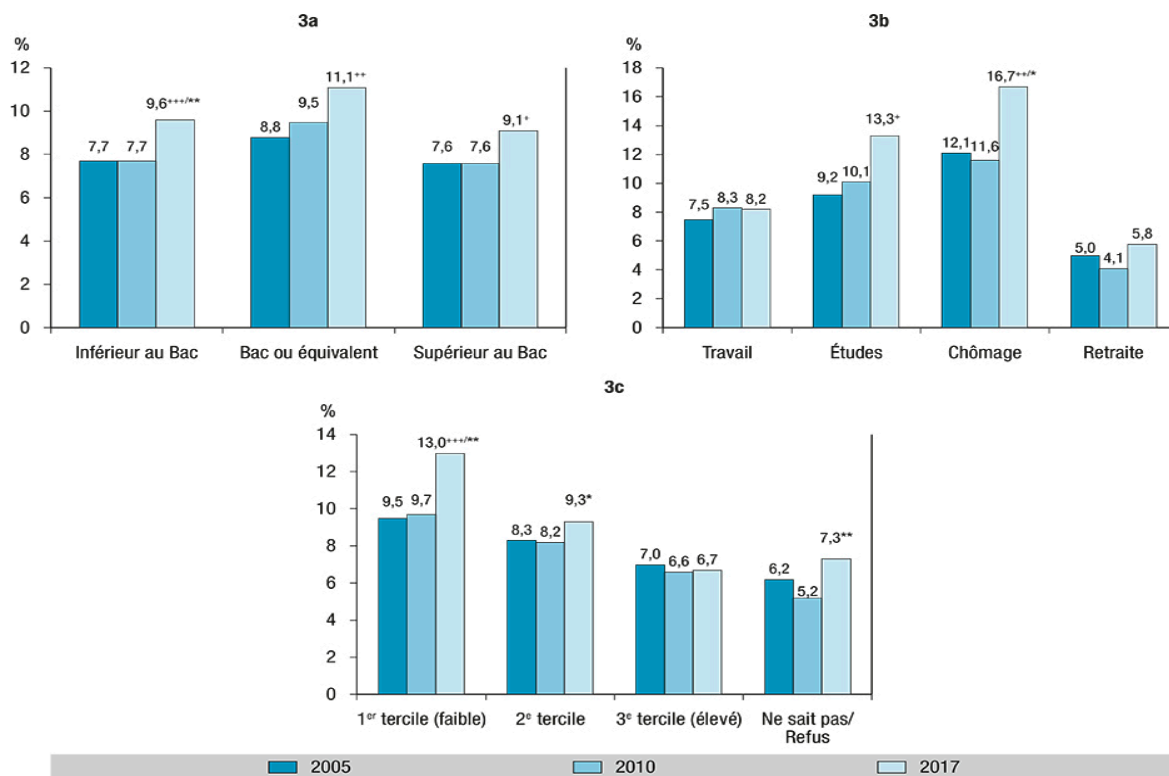 3a
%
12
10
8
6
4
2
0
7,7 7,7 9,6+++/**
8,8 9,5 11,1++
7,6 7,6 9,1+
Inférieur au Bac Bac ou équivalent Supérieur au Bac
3b
%
18
16
14
12
10
8
6
4
2
0
7,5 8,3 8,2
9,2 10,1 13,3+
12,1 11,6 16,7++/*
5,0 4,1 5,8
Travail Études Chômage Retraite
3c
%
14
12
10
8
6
4
2
0
9,5 9,7 13,0+++/**
8,3 8,2 9,3*
7,0 6,6 6,7
6,2 5,2 7,3**
1er tercile (faible) 2e tercile 3e tercile (élevé) Ne sait pas/
Refus
2005 2010 2017